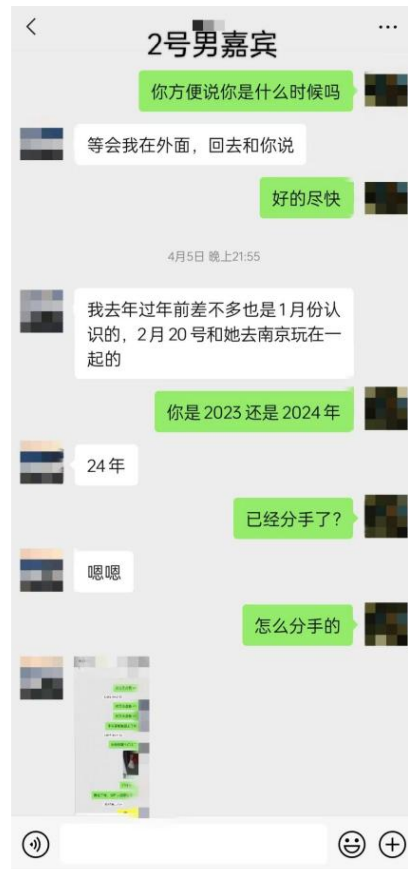 2号男嘉宾
你方便说你是什么时候吗
等会我在外面，回去和你说
好的尽快
4月5日 晚上21:55
我去年过年前差不多也是1月份认
识的，2月20号和她去南京玩在一
起的
你是2023还是2024年
24年
已经分手了？
嗯嗯
怎么分手的